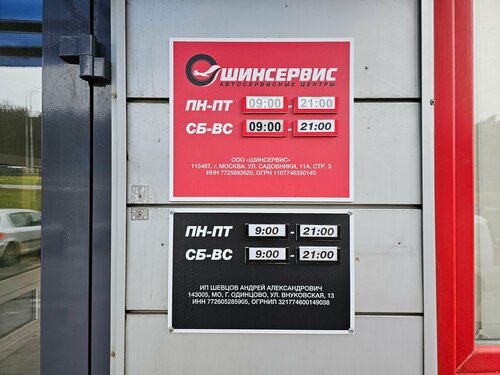 ШИНСЕРВИС
АВТОСЕРВИСНЫЕ ЦЕНТРЫ
ПН-ПТ 09:00 - 21:00
СБ-ВС 09:00 - 21:00
ООО «ШИНСЕРВИС»
115487, г. МОСКВА, УЛ. САДОВНИКИ, 11А, СТР. 3
ИНН 7725693620, ОГРН 1107746350140
ПН-ПТ 9:00 - 21:00
СБ-ВС 9:00 - 21:00
ИП ШЕВЦОВ АНДРЕЙ АЛЕКСАНДРОВИЧ
143005, МО, Г. ОДИНЦОВО, УЛ. ВНУКОВСКАЯ, 13
ИНН 772605285905, ОГРНИП 321774600149038